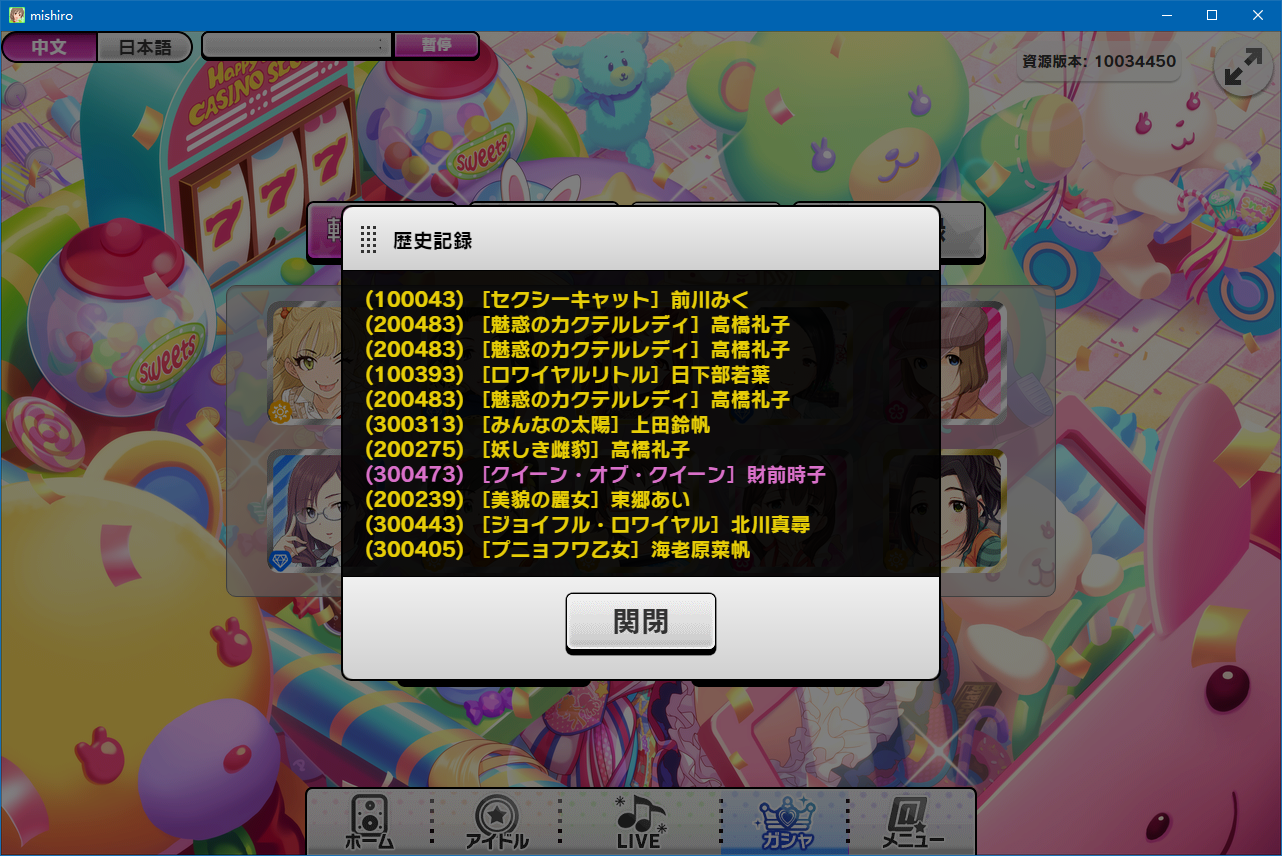 mishiro
中文 日本語 暫停
資源版本: 10034450
Happy
CASINO SLO
777
sweets
sweets
歴史記録
(100043) [セクシーキャット] 前川みく
(200483) [魅惑のカクテルレディ] 高橋礼子
(200483) [魅惑のカクテルレディ] 高橋礼子
(100393) [ロワイヤルリトル] 日下部若葉
(200483) [魅惑のカクテルレディ] 高橋礼子
(300313) [みんなの太陽] 上田鈴帆
(200275) [妖しき雌豹] 高橋礼子
(300473) [クイーン・オブ・クイーン] 財前時子
(200239) [美貌の麗女]東郷あい
(300443) [ジョイフル・ロワイヤル] 北川真尋
(300405) [プニョフワ乙女] 海老原菜帆
関閉
ホーム アイドル LIVE ガシャ メニュー